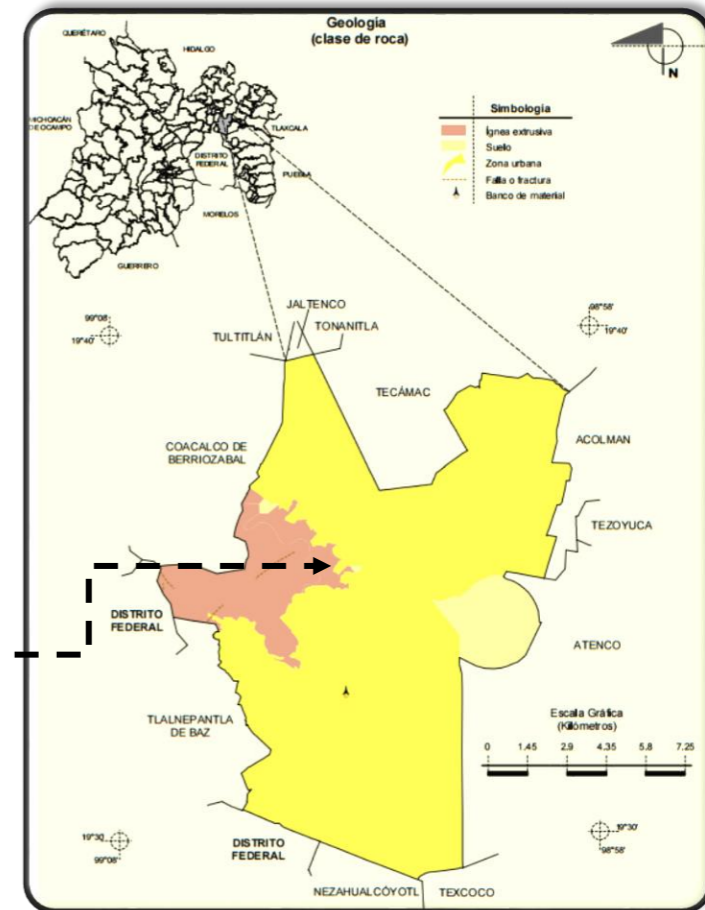 Geología
(clase de roca)
QUERÉTARO
HIDALGO
N
MICHOACÁN
DE OCAMPO
TLAXCALA
DISTRITO
FEDERAL
PUEBLA
MORELOS
GUERRERO
Simbología
Ígnea extrusiva
Suelo
Zona urbana
Falla o fractura
Banco de material
JALTENCO
99°08'
19°40'
TULTITLÁN
TONANITLA
98°58'
19°40'
TECÁMAC
COACALCO DE
BERRIOZABAL
ACOLMAN
TEZOYUCA
DISTRITO
FEDERAL
ATENCO
TLALNEPANTLA
DE BAZ
Escala Gráfica
(Kilómetros)
0 1.45 2.9 4.35 5.8 7.25
19°30'
99°08'
DISTRITO
FEDERAL
19°30'
98°58'
NEZAHUALCÓYOTL
TEXCOCO